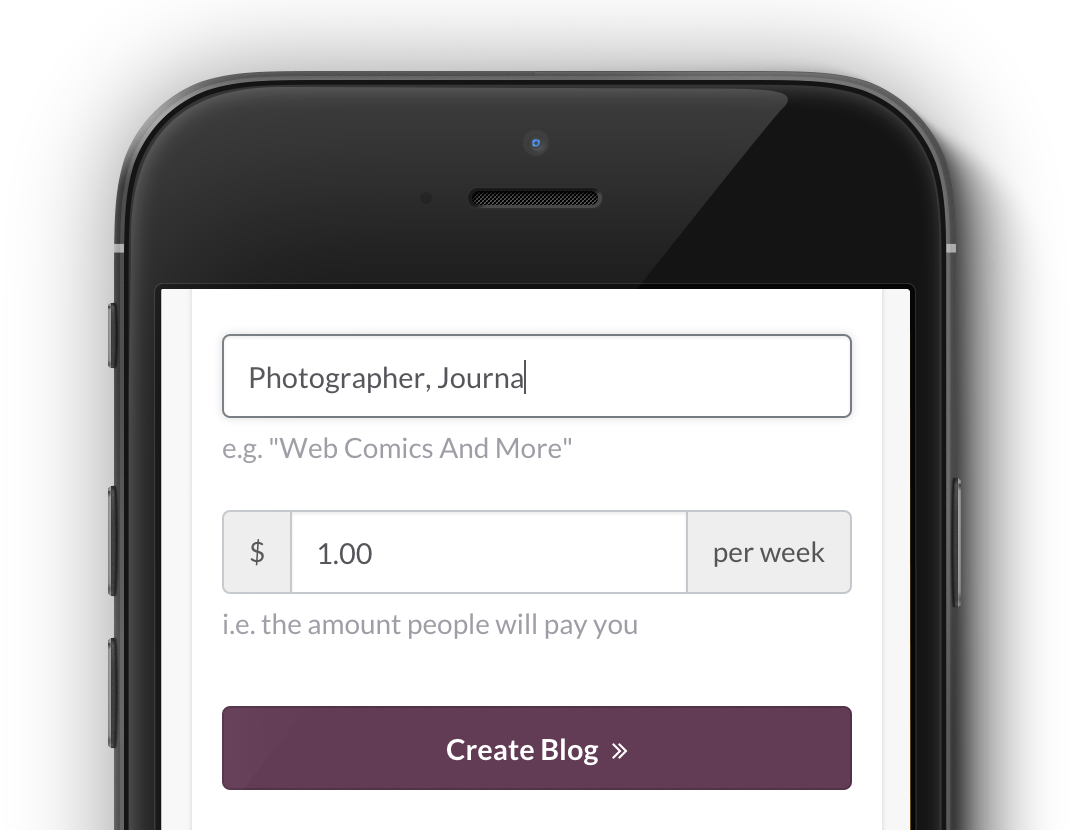 Photographer, Journa
e.g. "Web Comics And More"
$ 1.00 per week
i.e. the amount people will pay you
Create Blog »